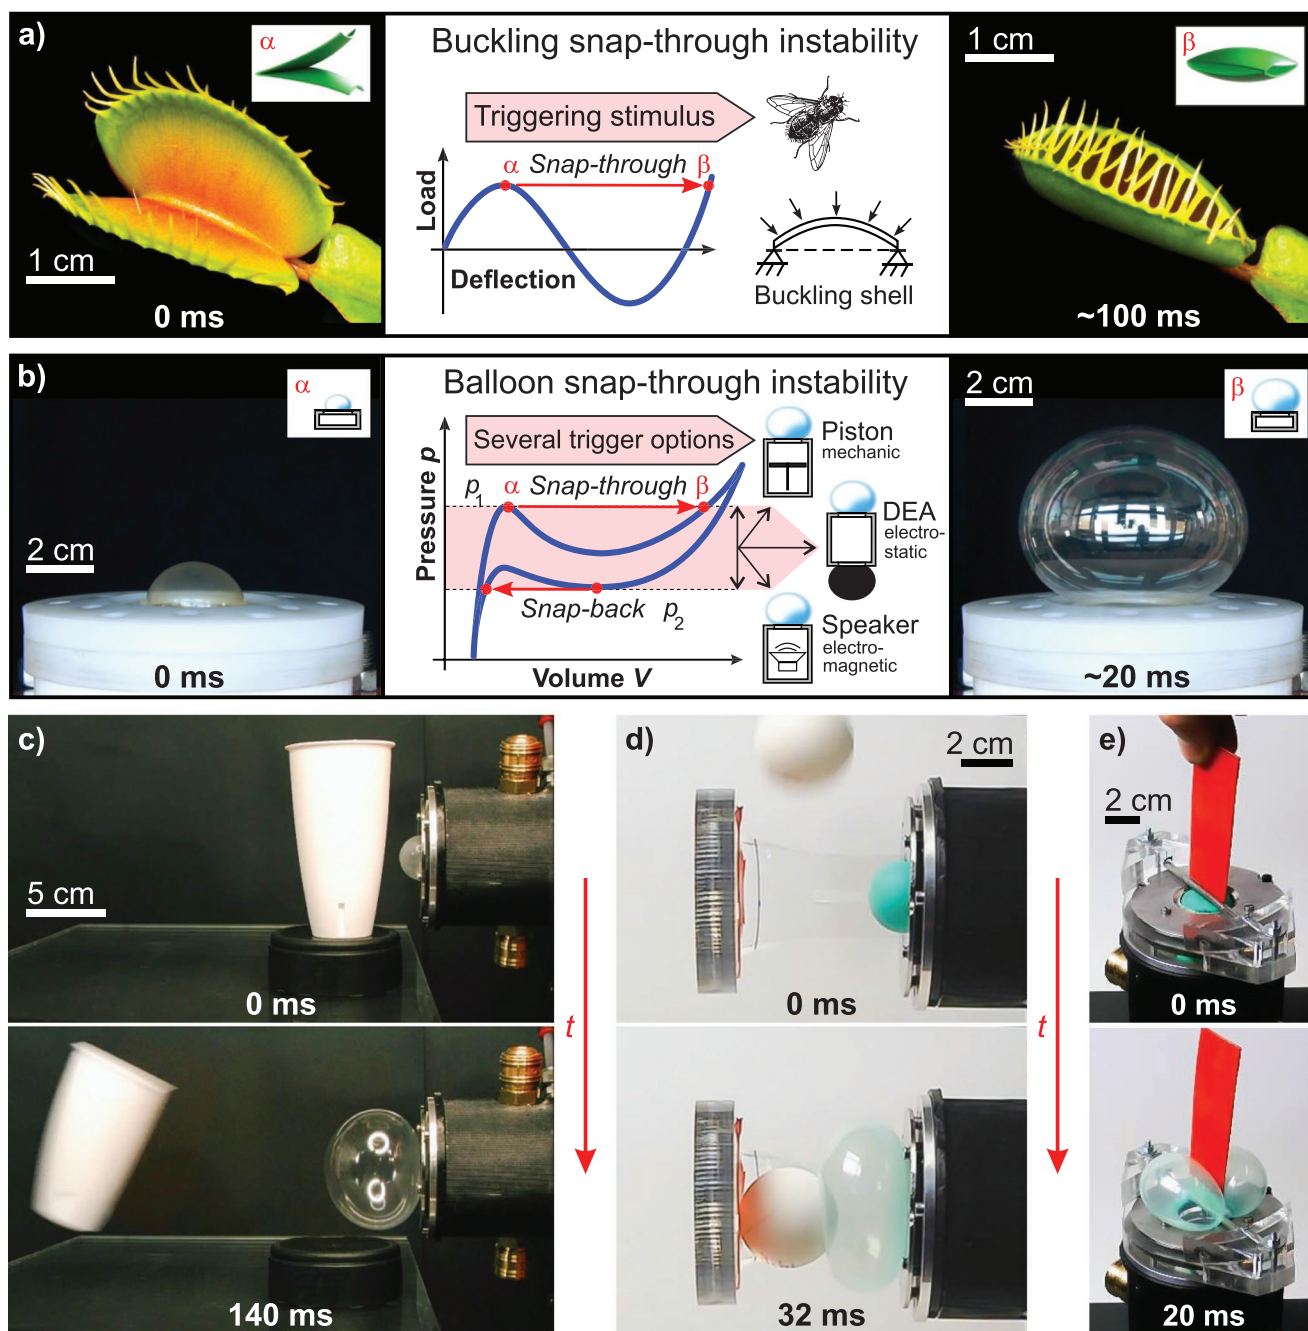 a)
α
1 cm
0 ms
Buckling snap-through instability
Triggering stimulus
α Snap-through β
Load
Deflection
Buckling shell
1 cm
β
~100 ms
b)
α
2 cm
0 ms
Balloon snap-through instability
Several trigger options
Pressure p
p1
α Snap-through β
Snap-back p2
Volume V
Piston
mechanic
DEA
electro-
static
Speaker
electro-
magnetic
2 cm
β
~20 ms
c)
5 cm
0 ms
140 ms
t
d)
2 cm
0 ms
32 ms
t
e)
2 cm
0 ms
20 ms